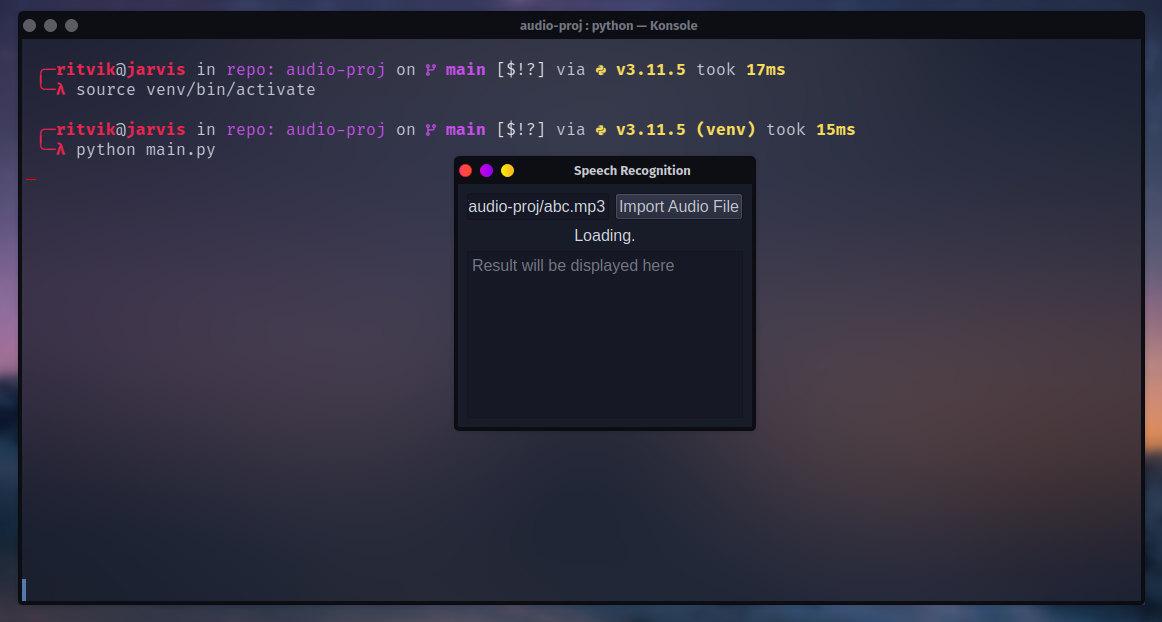 audio-proj : python — Konsole
ritvik@jarvis in repo: audio-proj on main [$!?] via v3.11.5 took 17ms
λ source venv/bin/activate
ritvik@jarvis in repo: audio-proj on main [$!?] via v3.11.5 (venv) took 15ms
λ python main.py
Speech Recognition
audio-proj/abc.mp3 Import Audio File
Loading.
Result will be displayed here